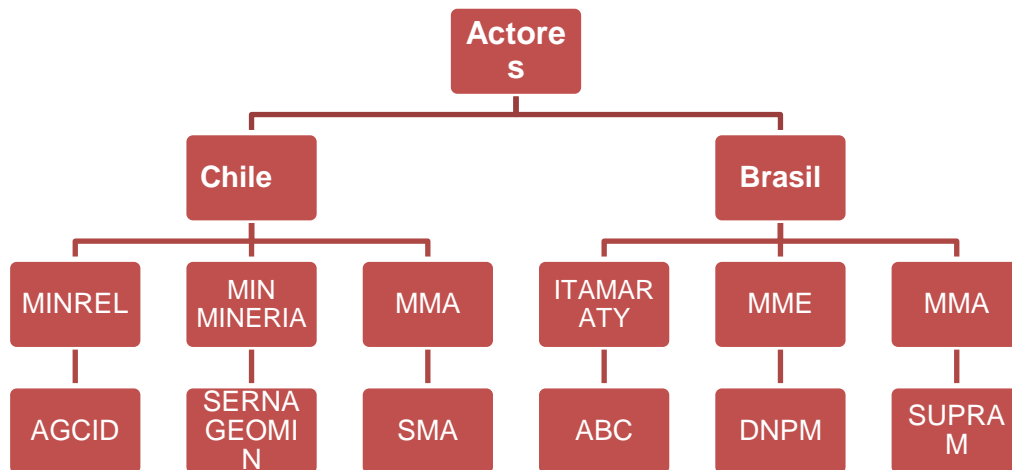 Actore
s
Chile
Brasil
MINREL
MIN
MINERIA
MMA
ITAMAR
ATY
MME
MMA
AGCID
SERNA
GEOMI
N
SMA
ABC
DNPM
SUPRA
M